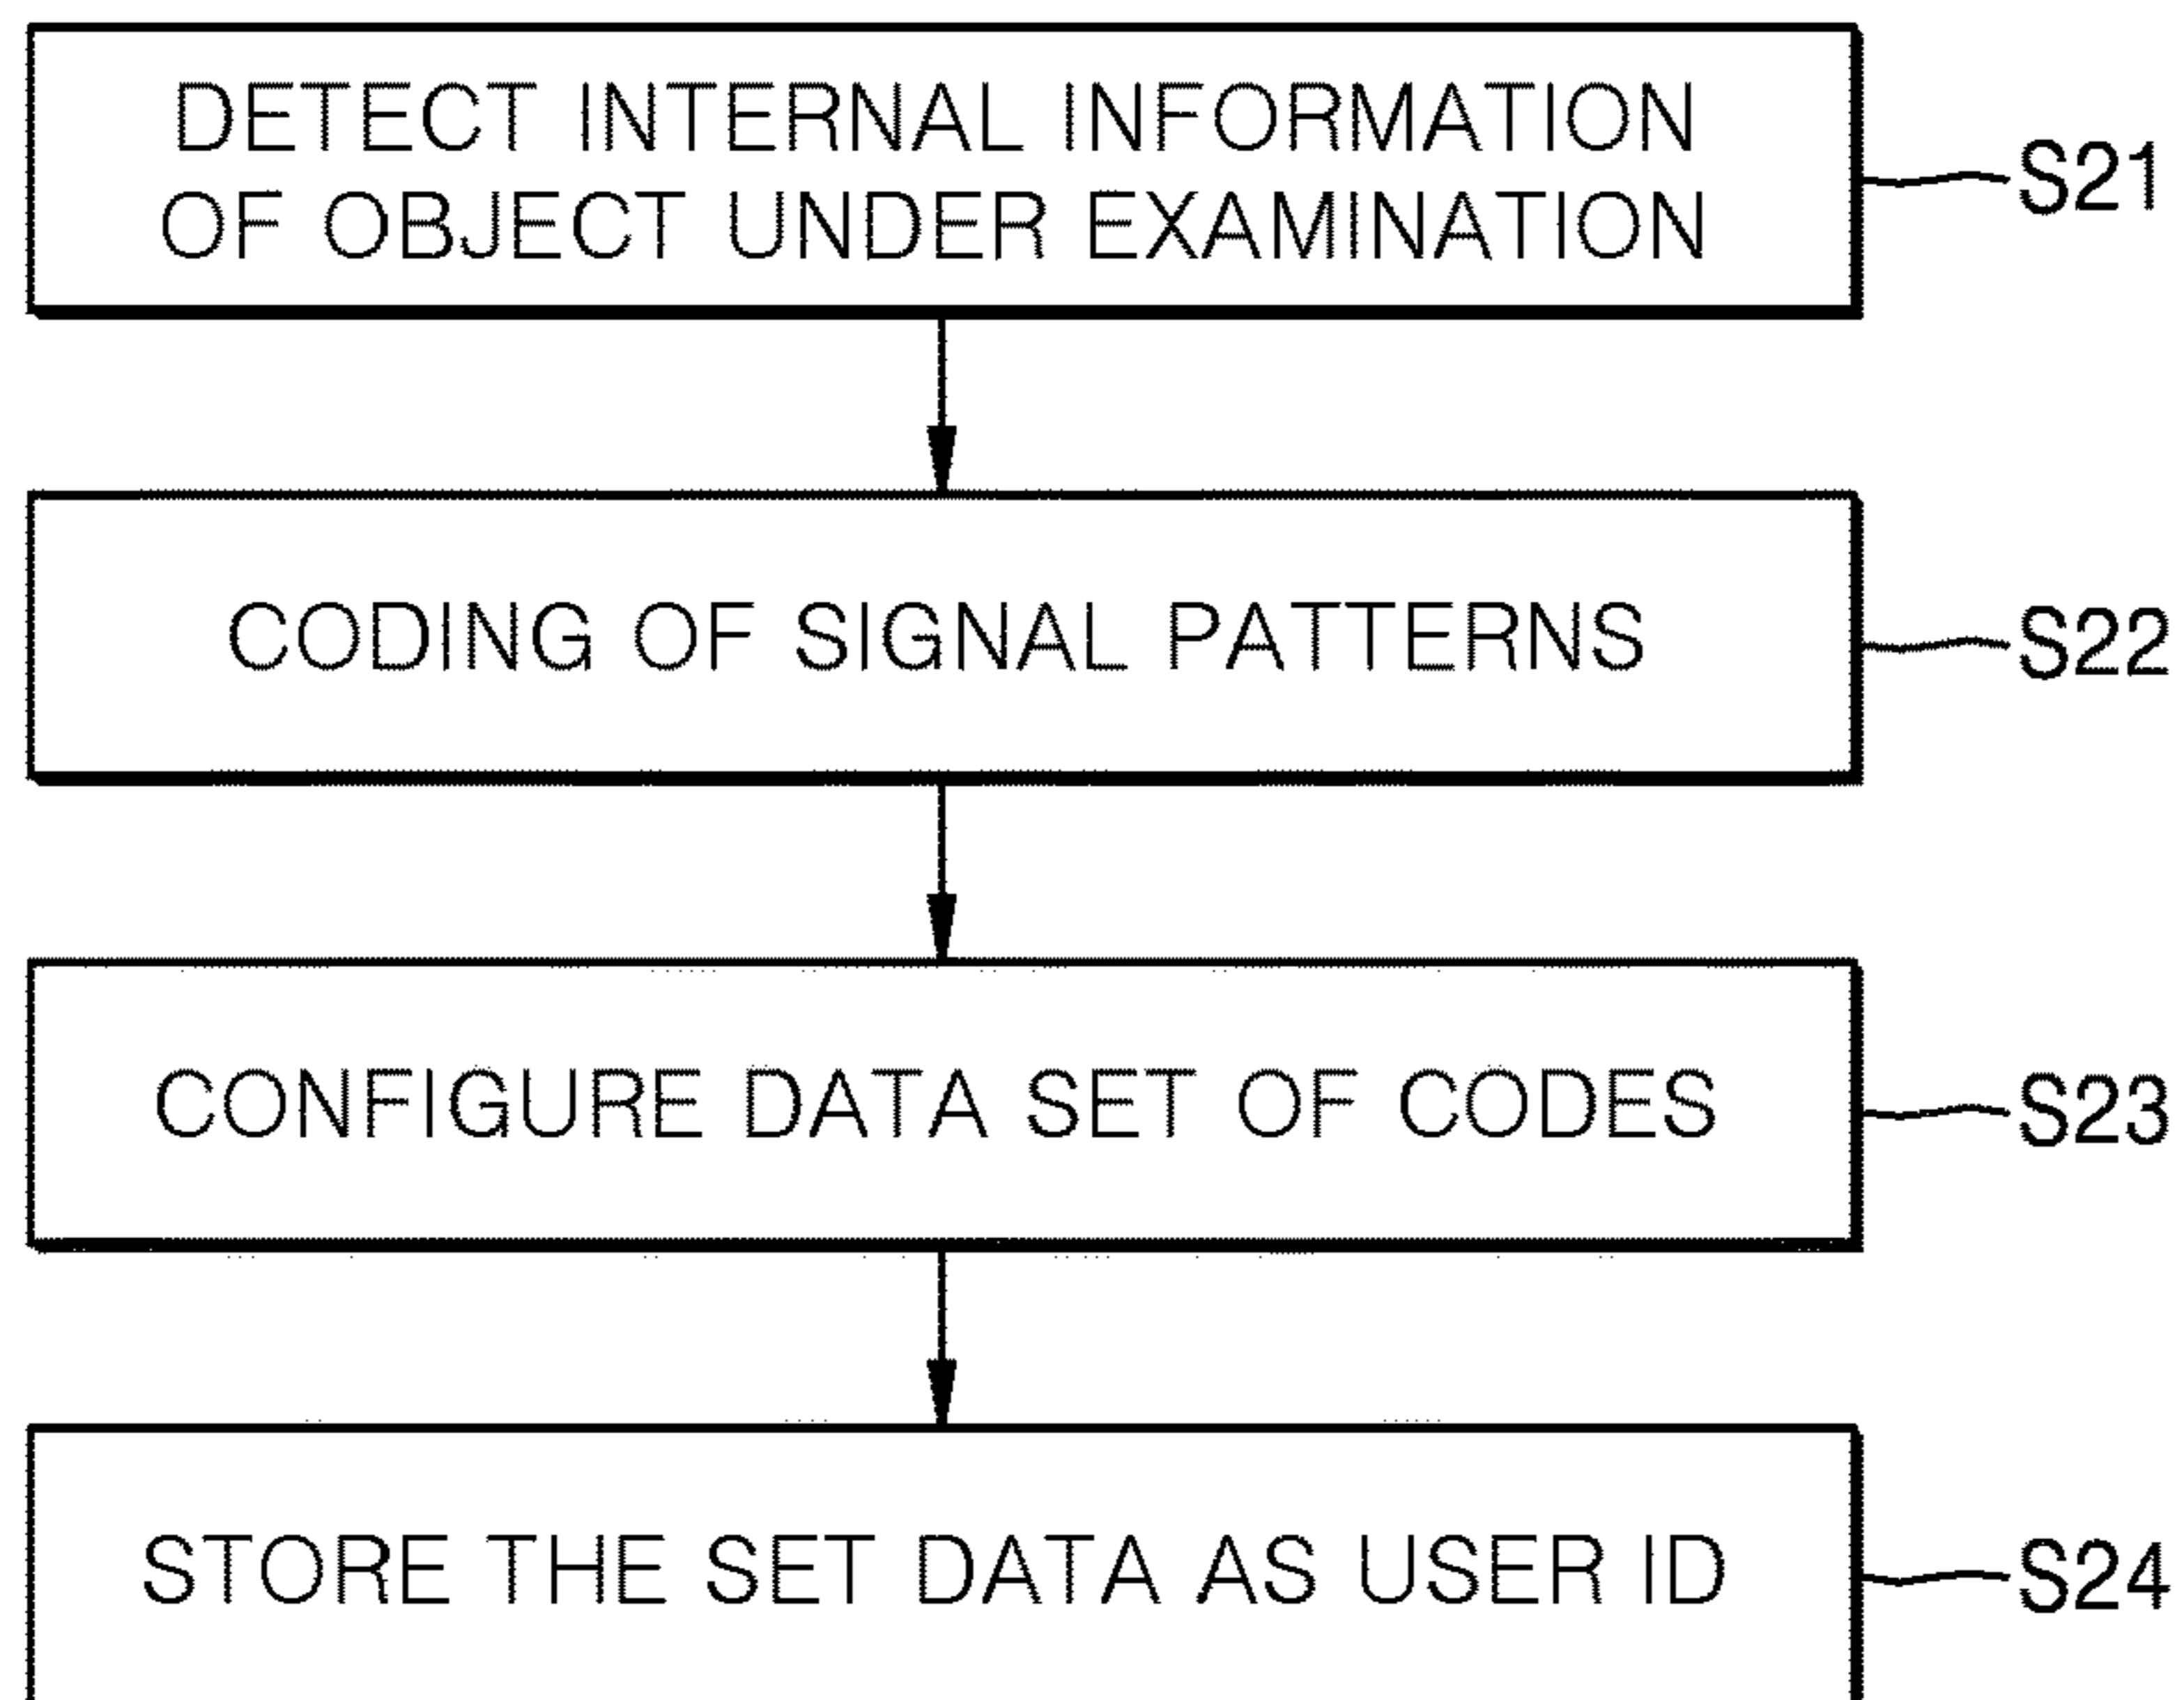 DETECT INTERNAL INFORMATION
OF OBJECT UNDER EXAMINATION
S21
CODING OF SIGNAL PATTERNS
S22
CONFIGURE DATA SET OF CODES
S23
STORE THE SET DATA AS USER ID
S24